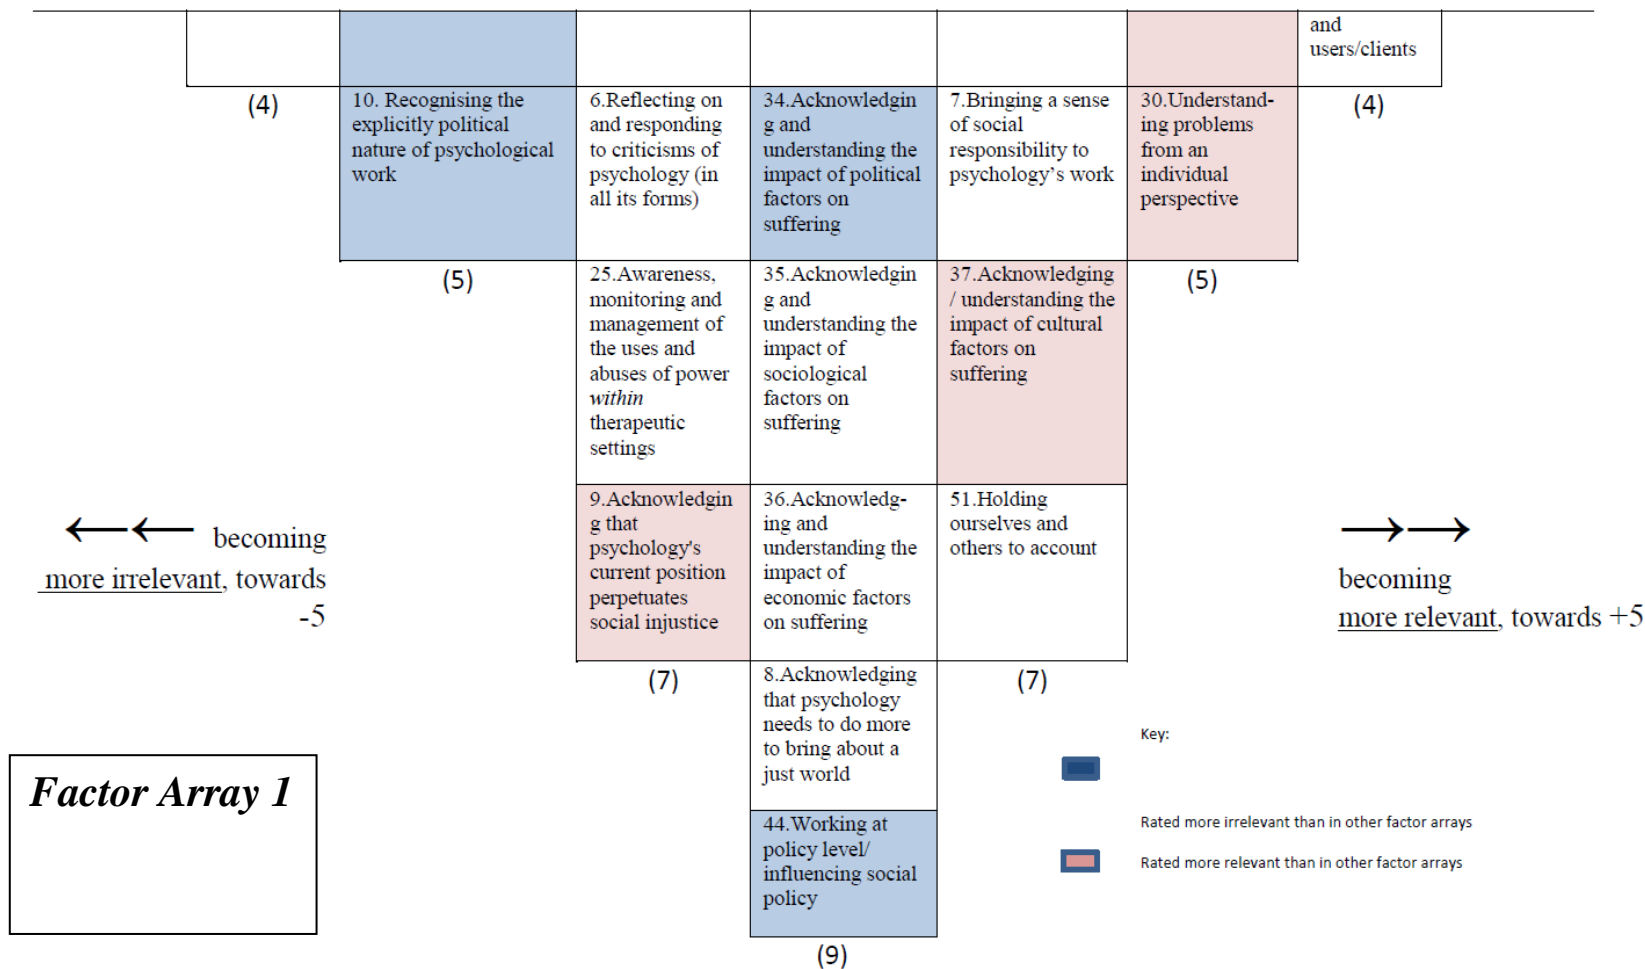 and
users/clients
(4)
(4)
10. Recognising the
explicitly political
nature of psychological
work
6.Reflecting on
and responding
to criticisms of
psychology (in
all its forms)
34.Acknowledgin
g and
understanding the
impact of political
factors on
suffering
7.Bringing a sense
of social
responsibility to
psychology’s work
30.Understand-
ing problems
from an
individual
perspective
(5)
(5)
25.Awareness,
monitoring and
management of
the uses and
abuses of power
within
therapeutic
settings
35.Acknowledgin
g and
understanding the
impact of
sociological
factors on
suffering
37.Acknowledging
/ understanding the
impact of cultural
factors on
suffering
9.Acknowledgin
g that
psychology's
current position
perpetuates
social injustice
36.Acknowledg-
ing and
understanding the
impact of
economic factors
on suffering
51.Holding
ourselves and
others to account
←← becoming
more irrelevant, towards
-5
→→
becoming
more relevant, towards +5
(7)
(7)
8.Acknowledging
that psychology
needs to do more
to bring about a
just world
44.Working at
policy level/
influencing social
policy
(9)
Factor Array 1
Key:
Rated more irrelevant than in other factor arrays
Rated more relevant than in other factor arrays